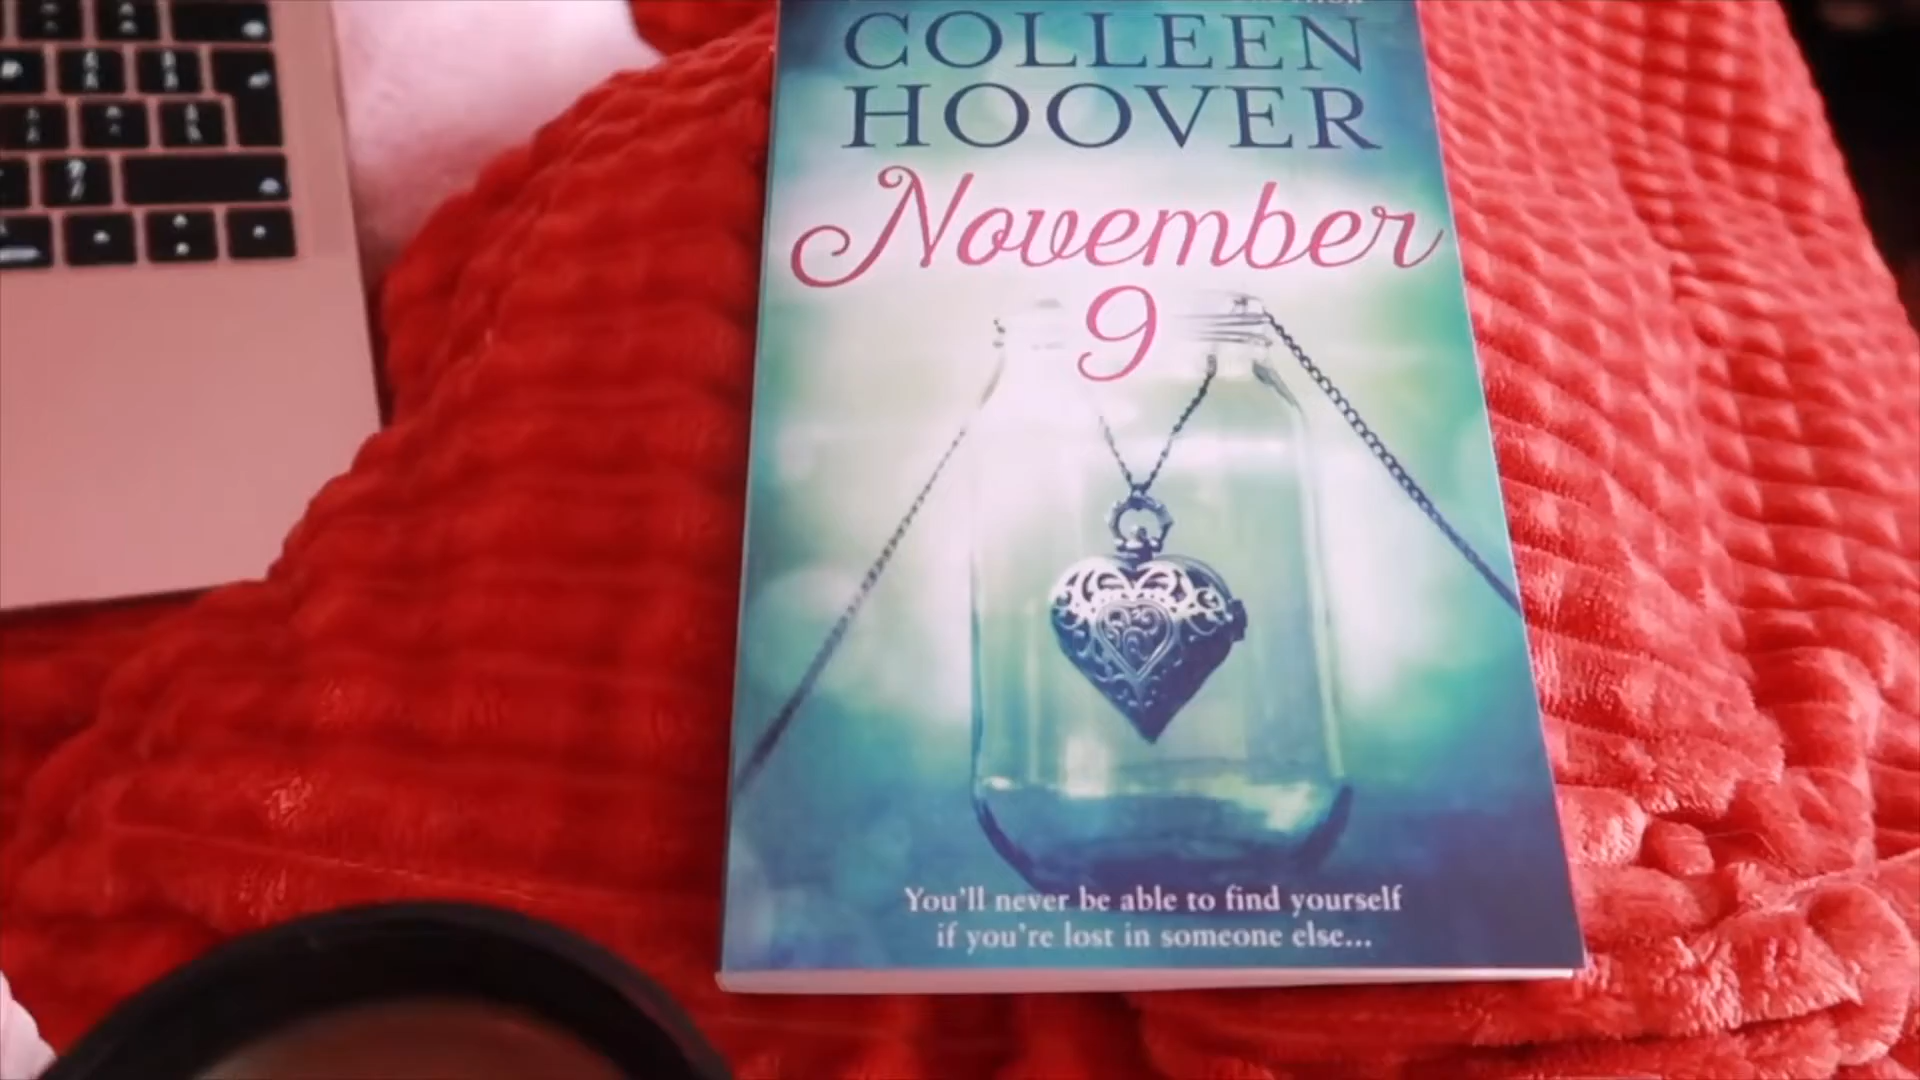 COLLEEN
HOOVER
November
9
You'll never be able to find yourself
if you're lost in someone else...